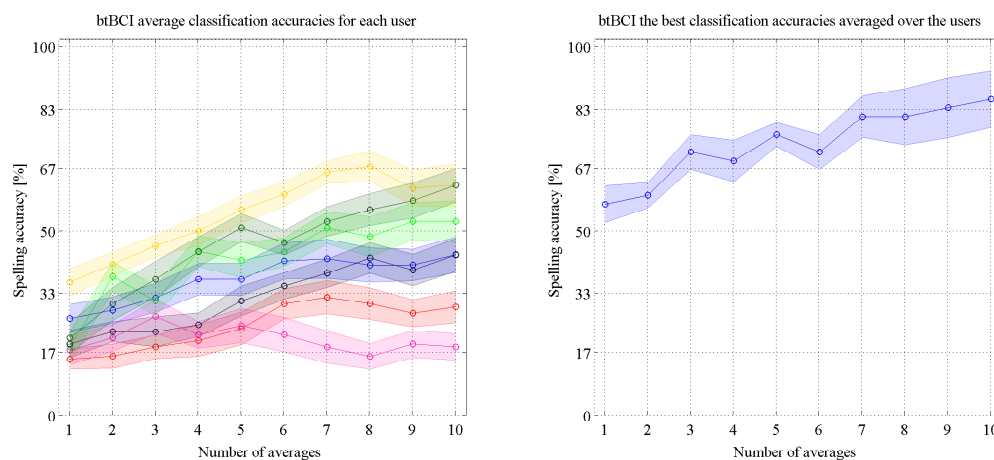 btBCI average classification accuracies for each user
100
83
67
50
33
17
0
Spelling accuracy [%]
1 2 3 4 5 6 7 8 9 10
Number of averages
btBCI the best classification accuracies averaged over the users
100
83
67
50
33
17
0
Spelling accuracy [%]
1 2 3 4 5 6 7 8 9 10
Number of averages